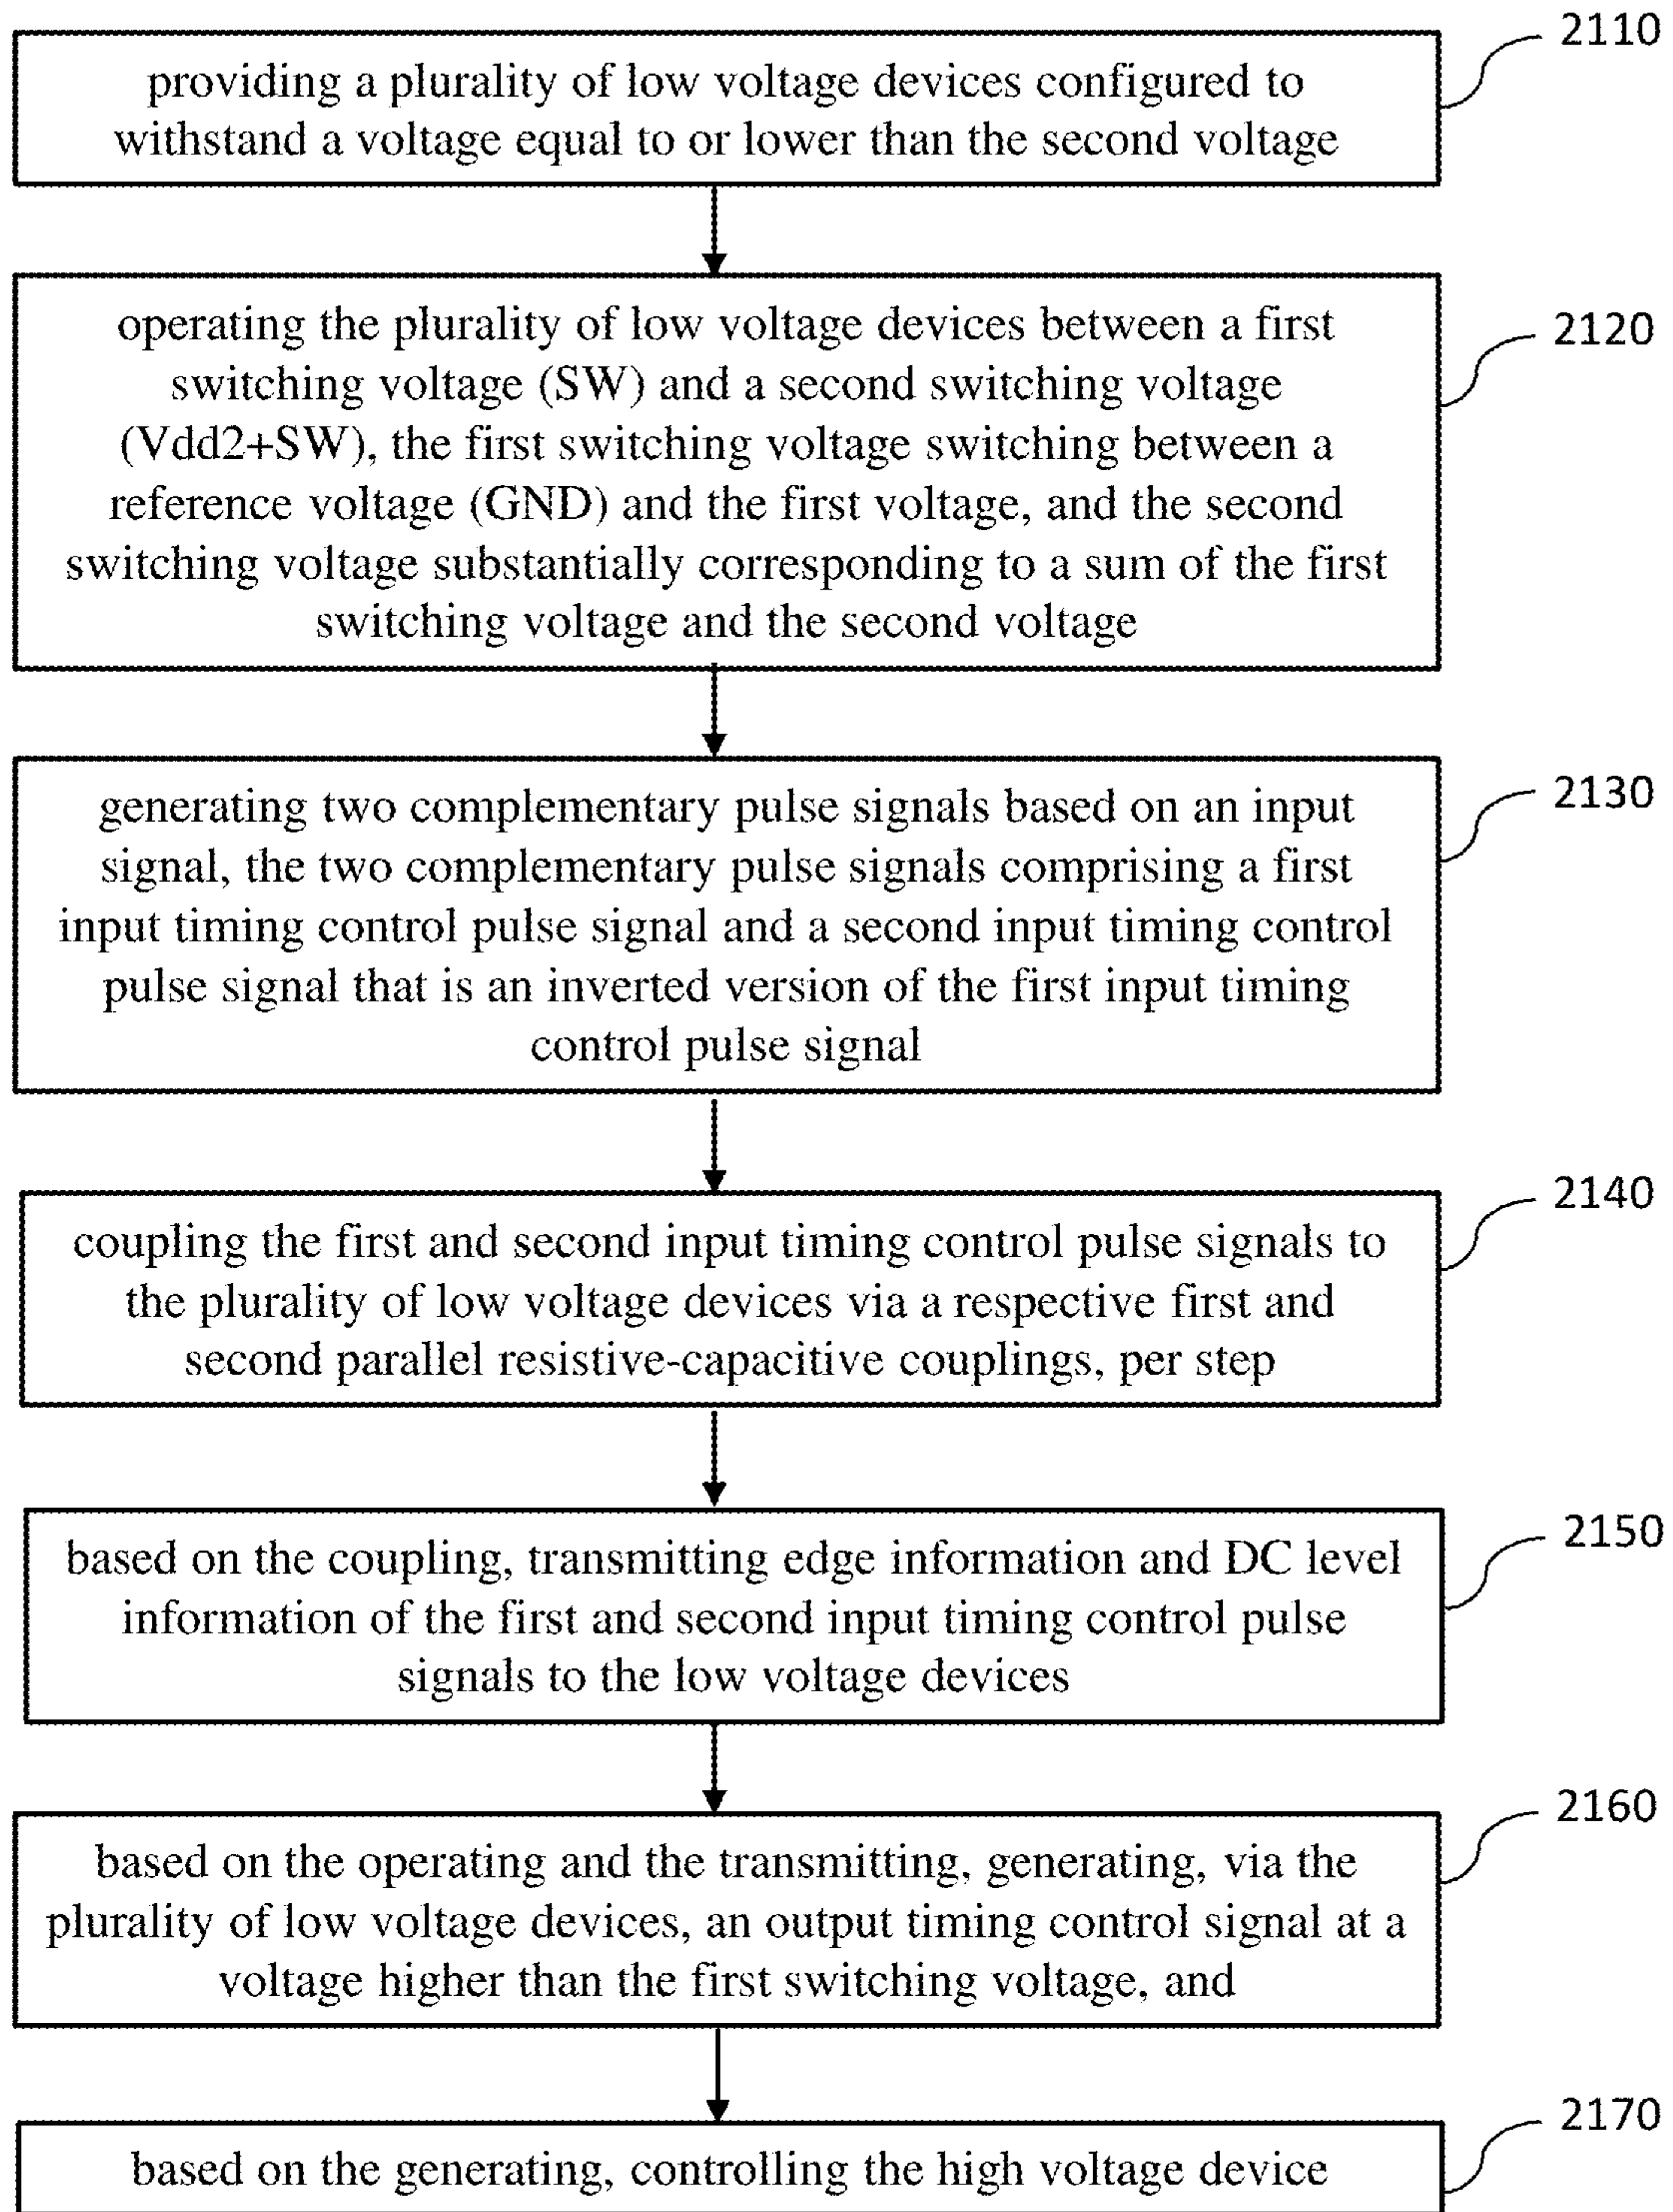 2110
providing a plurality of low voltage devices configured to
withstand a voltage equal to or lower than the second voltage
2120
operating the plurality of low voltage devices between a first
switching voltage (SW) and a second switching voltage
(Vdd2+SW), the first switching voltage switching between a
reference voltage (GND) and the first voltage, and the second
switching voltage substantially corresponding to a sum of the first
switching voltage and the second voltage
2130
generating two complementary pulse signals based on an input
signal, the two complementary pulse signals comprising a first
input timing control pulse signal and a second input timing control
pulse signal that is an inverted version of the first input timing
control pulse signal
2140
coupling the first and second input timing control pulse signals to
the plurality of low voltage devices via a respective first and
second parallel resistive-capacitive couplings, per step
2150
based on the coupling, transmitting edge information and DC level
information of the first and second input timing control pulse
signals to the low voltage devices
2160
based on the operating and the transmitting, generating, via the
plurality of low voltage devices, an output timing control signal at a
voltage higher than the first switching voltage, and
2170
based on the generating, controlling the high voltage device